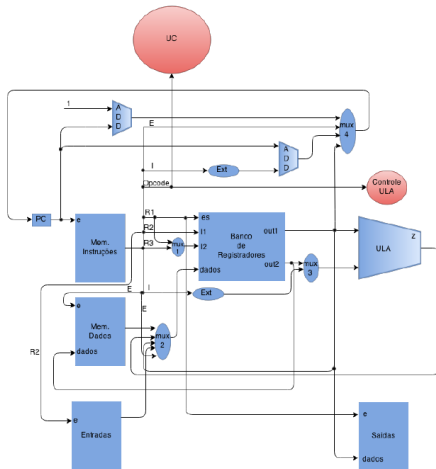 UC
1
A
D
D
E
mux
4
I
Ext
A
D
D
Opcode
Controle
ULA
R1
es
PC
e
R2
I1
Banco
de
Registradores
out1
Z
Mem.
Instruções
R3
mux
1
I2
ULA
dados
out2
mux
3
E
I
Ext
e
E
Mem.
Dados
mux
2
R2
dados
e
Entradas
e
Saídas
dados